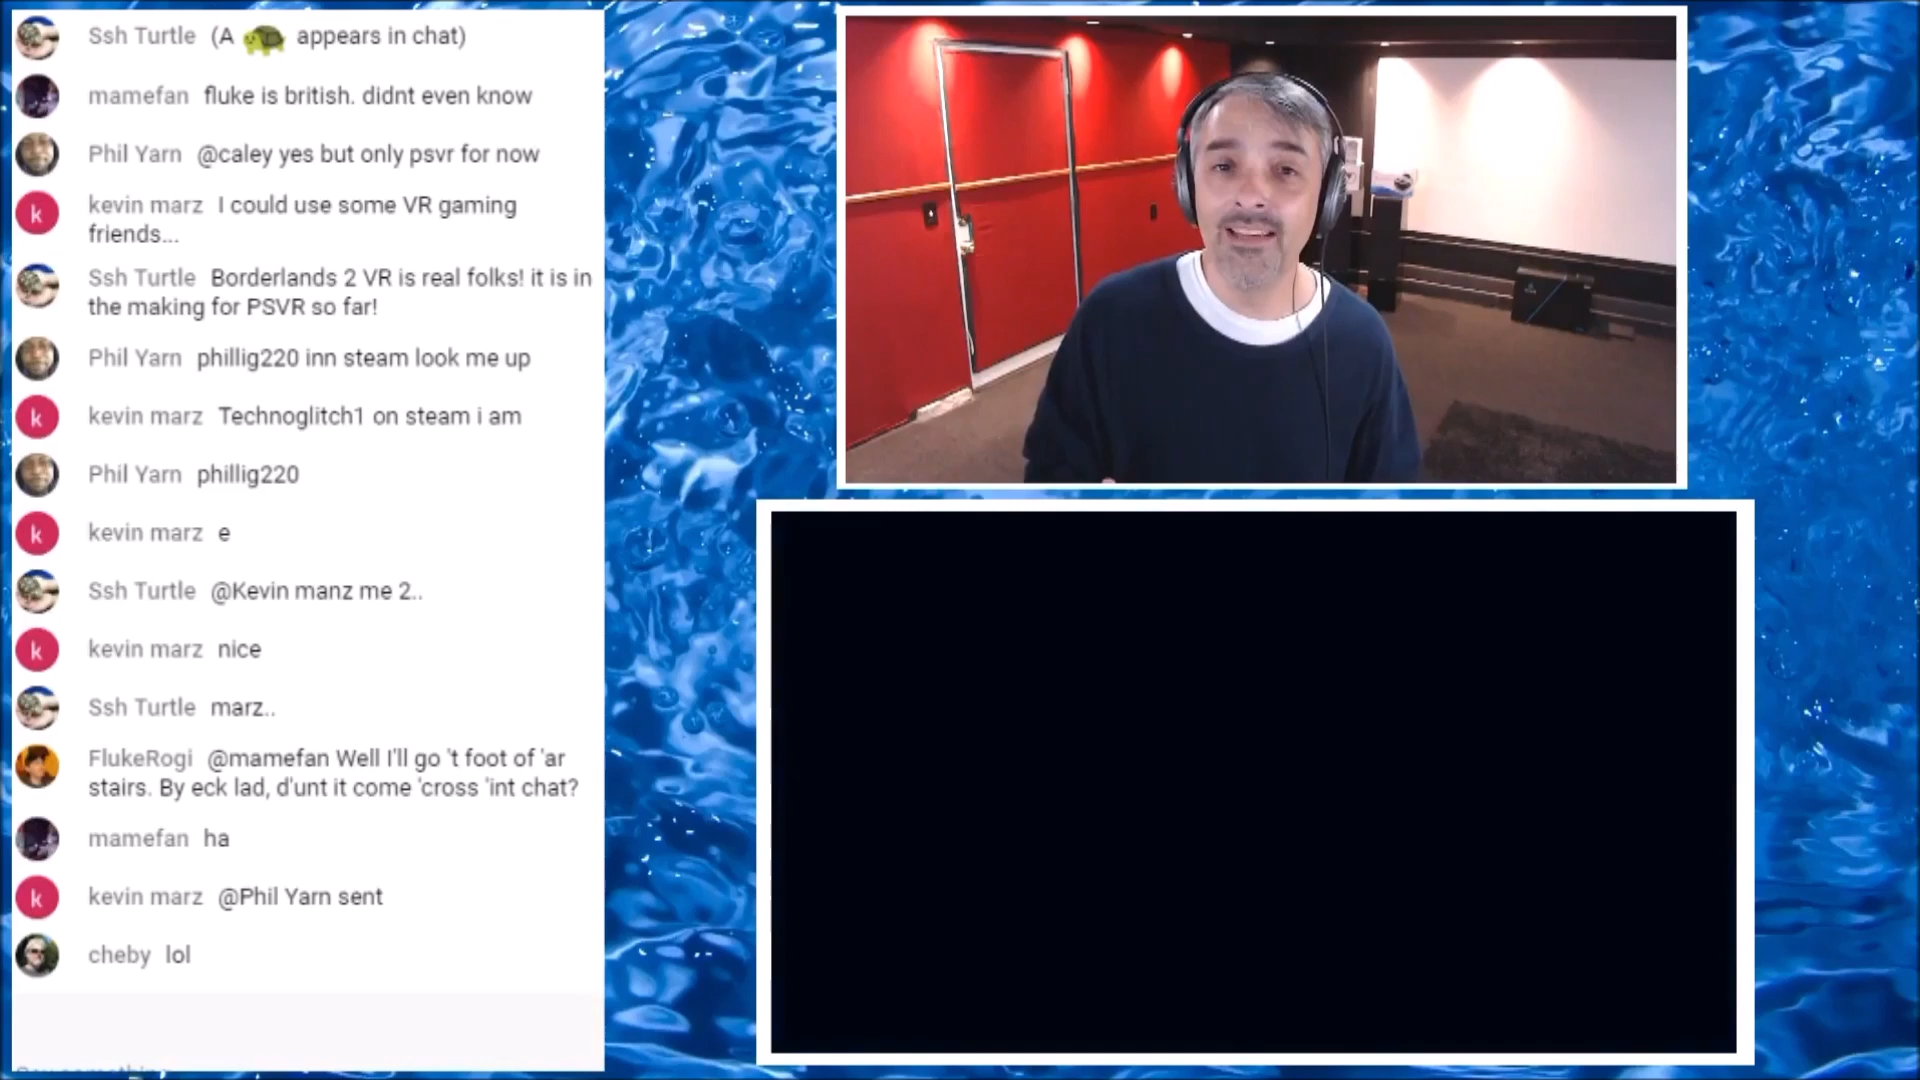 Ssh Turtle (A 🐢 appears in chat)
mamefan fluke is british. didnt even know
Phil Yarn @caley yes but only psvr for now
kevin marz I could use some VR gaming
friends...
Ssh Turtle Borderlands 2 VR is real folks! it is in
the making for PSVR so far!
Phil Yarn phillig220 inn steam look me up
k
kevin marz Technoglitch1 on steam i am
Phil Yarn phillig220
k
kevin marz e
Ssh Turtle @Kevin manz me 2..
k
kevin marz nice
Ssh Turtle marz..
FlukeRogi @mamefan Well I'll go 't foot of 'ar
stairs. By eck lad, d'unt it come 'cross 'int chat?
mamefan ha
k
kevin marz @Phil Yarn sent
cheby lol